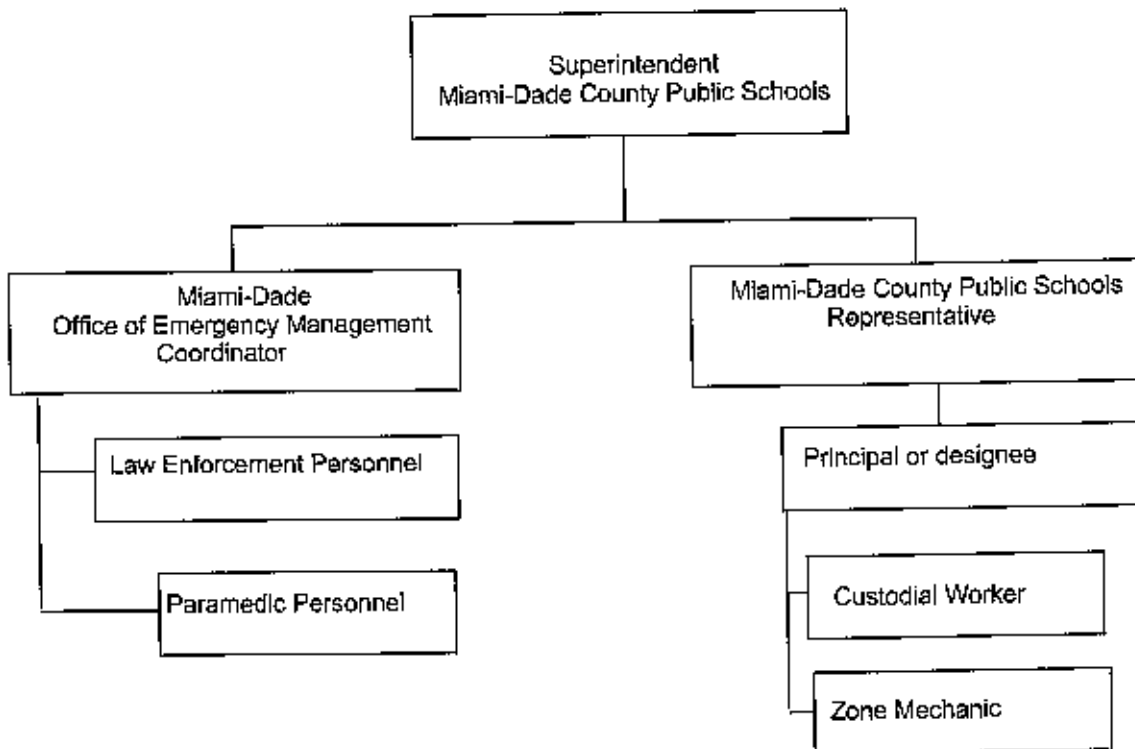 Superintendent
Miami-Dade County Public Schools
Miami-Dade
Office of Emergency Management
Coordinator
Miami-Dade County Public Schools
Representative
Law Enforcement Personnel
Principal or designee
Paramedic Personnel
Custodial Worker
Zone Mechanic